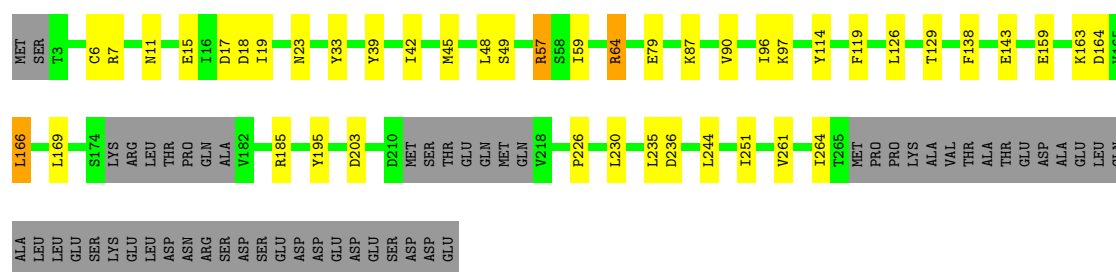 MET SER T3 C6 R7 N11 E15 I16 D17 D18 I19 N23 Y33 Y39 I42 M45 L48 S49 R57 S58 I59 R64 E79 K87 V90 I96 K97 Y114 F119 L126 T129 F138 E143 E159 K163 D164
L166 L169 S174 LYS ARG LEU THR PRO GLN ALA V182 R185 Y195 D203 D210 MET SER THR GLU GLN MET GLN V218 P226 L230 L235 D236 L244 I251 V261 I264 T265 MET PRO PRO LYS ALA VAL THR ALA THR GLU ASP ALA GLU LEU
ALA LEU LEU GLU SER LYS GLU LEU ASP ASN ARG SER ASP SER GLU ASP ASP GLU ASP GLU SER ASP ASP GLU